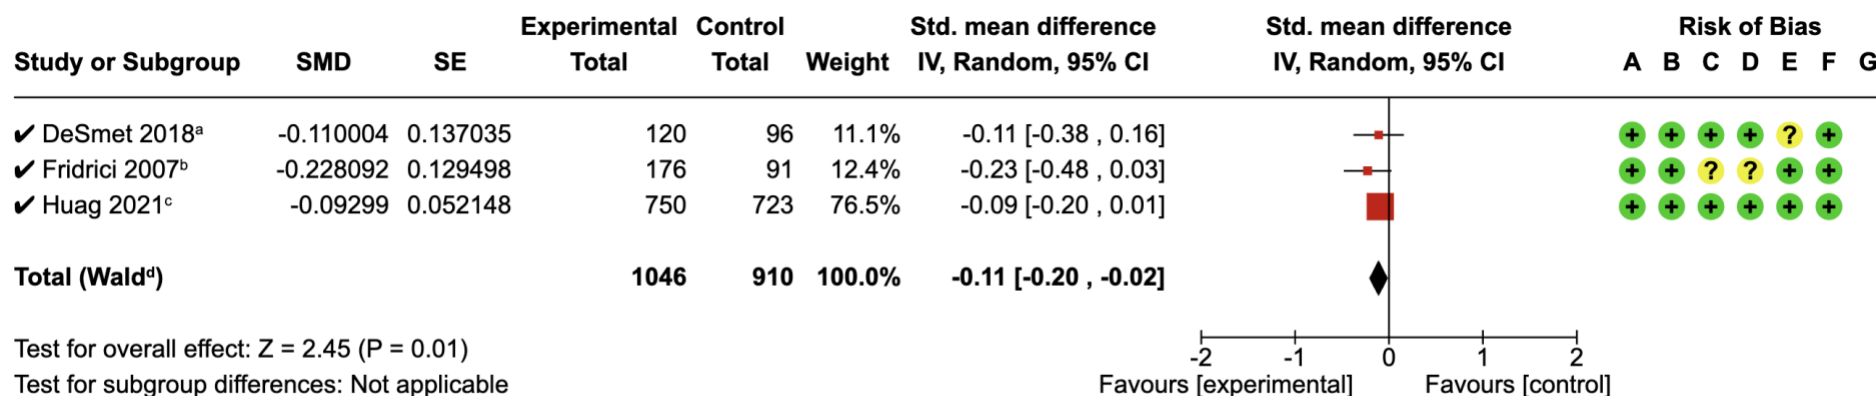 Experimental Control Std. mean difference Std. mean difference Risk of Bias
Study or Subgroup SMD SE Total Total Weight IV, Random, 95% CI IV, Random, 95% CI A B C D E F G
✔ DeSmet 2018ᵃ -0.110004 0.137035 120 96 11.1% -0.11 [-0.38 , 0.16] + + + + ? +
✔ Fridrici 2007ᵇ -0.228092 0.129498 176 91 12.4% -0.23 [-0.48 , 0.03] + + ? ? + +
✔ Huag 2021ᶜ -0.09299 0.052148 750 723 76.5% -0.09 [-0.20 , 0.01] + + + + + +
Total (Waldᵈ) 1046 910 100.0% -0.11 [-0.20 , -0.02]
Test for overall effect: Z = 2.45 (P = 0.01) -2 -1 0 1 2
Test for subgroup differences: Not applicable Favours [experimental] Favours [control]